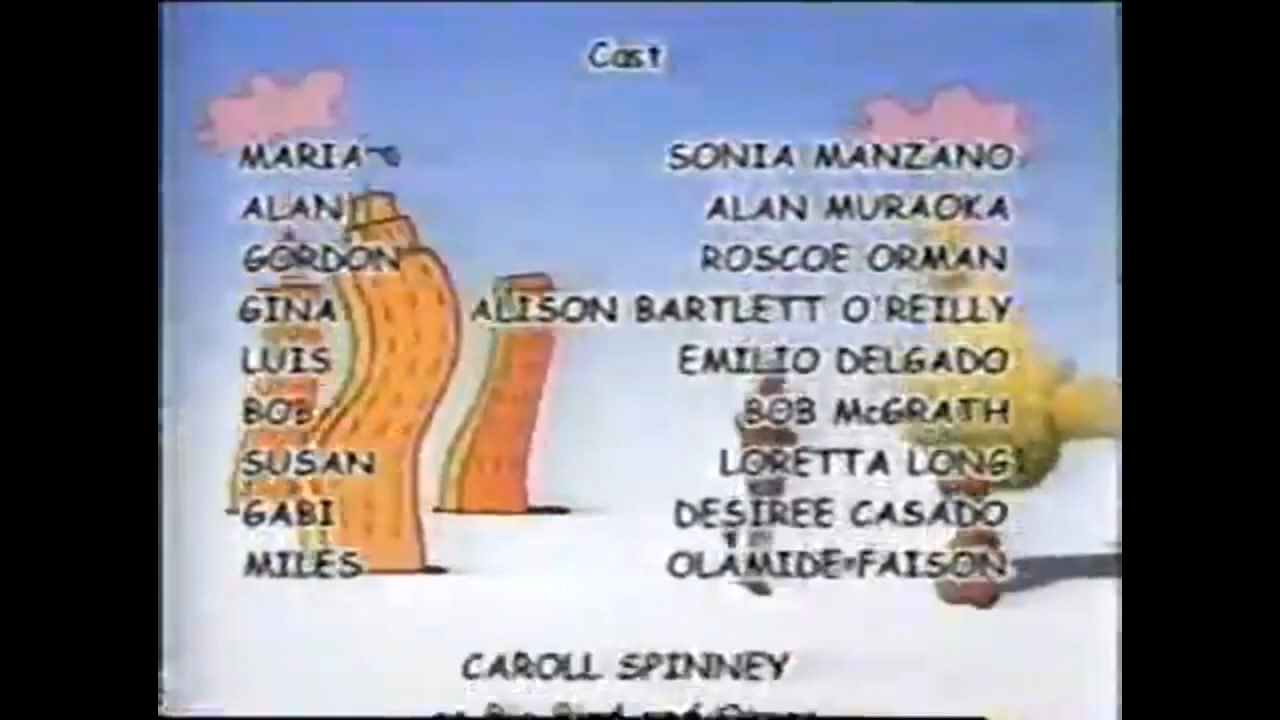 Cast
MARIA SONIA MANZANO
ALAN ALAN MURAOKA
GORDON ROSCOE ORMAN
GINA ALISON BARTLETT O'REILLY
LUIS EMILIO DELGADO
BOB BOB McGRATH
SUSAN LORETTA LONG
GABI DESIREE CASADO
MILES OLAMIDE FAISON
CAROLL SPINNEY